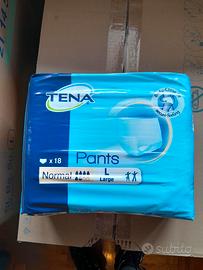 TENA
x 18
Pants
Normal
L
Large
subito